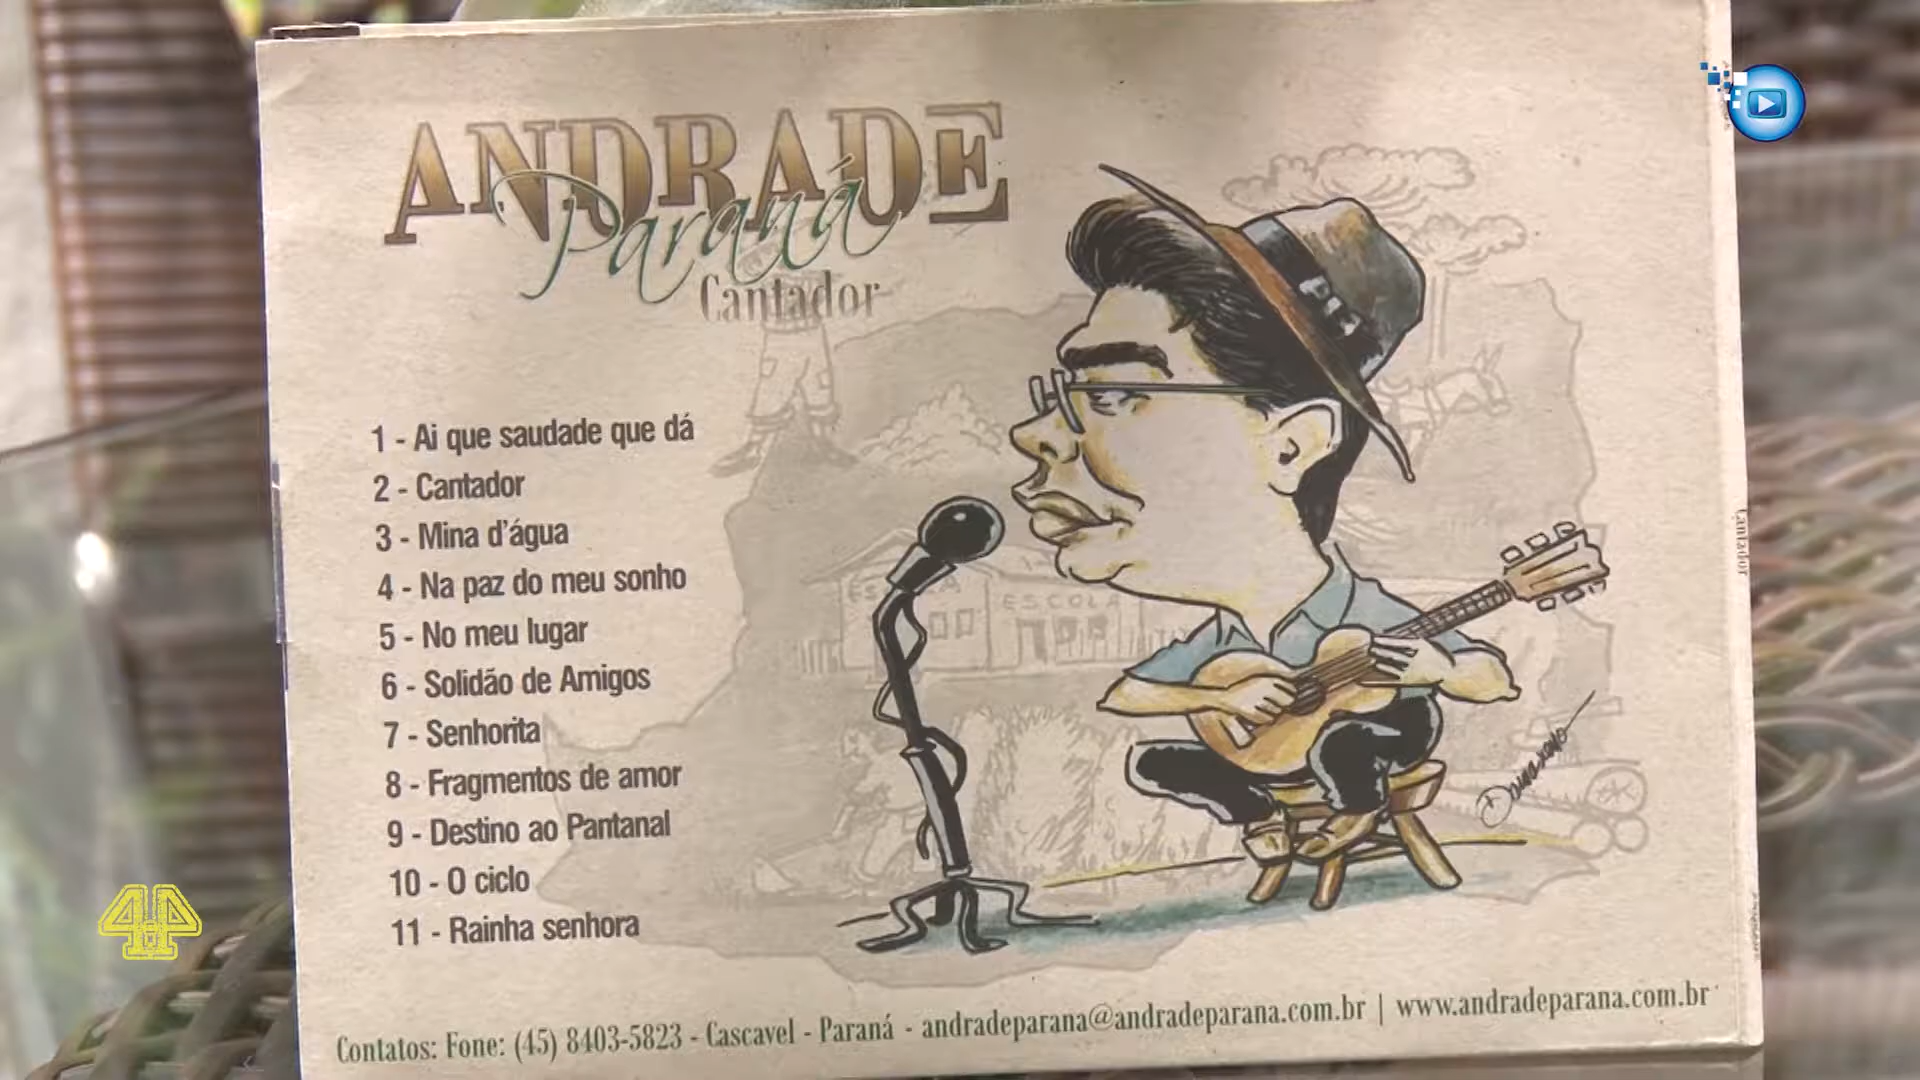 ANDRADE
Paraná
Cantador
1 - Ai que saudade que dá
2 - Cantador
3 - Mina d'água
4 - Na paz do meu sonho
5 - No meu lugar
6 - Solidão de Amigos
7 - Senhorita
8 - Fragmentos de amor
9 - Destino ao Pantanal
10 - O ciclo
11 - Rainha senhora
ESCOLA
Cantador
Contatos: Fone: (45) 8403-5823 - Cascavel - Paraná - andradeparana@andradeparana.com.br | www.andradeparana.com.br